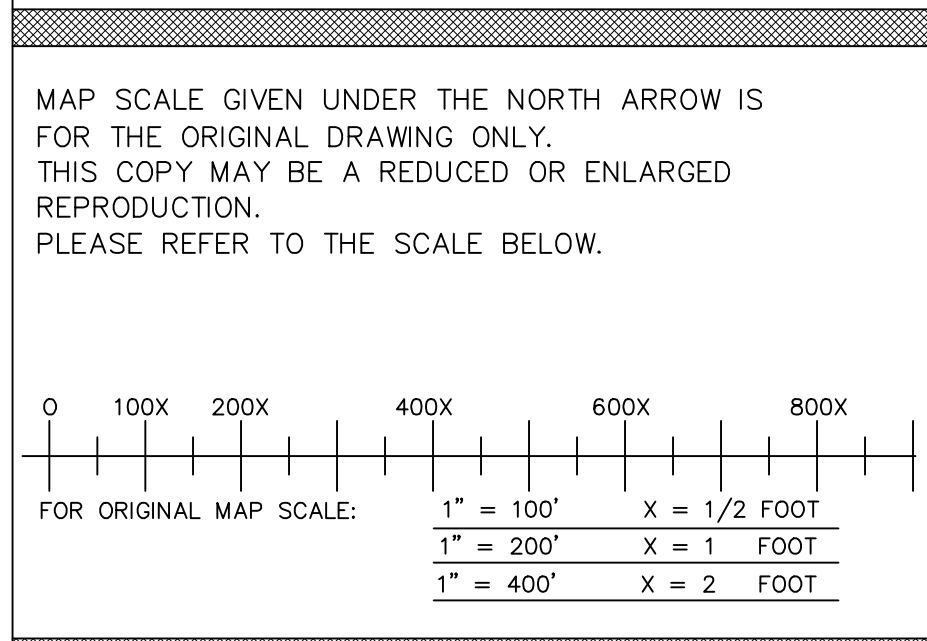 MAP SCALE GIVEN UNDER THE NORTH ARROW IS
FOR THE ORIGINAL DRAWING ONLY.
THIS COPY MAY BE A REDUCED OR ENLARGED
REPRODUCTION.
PLEASE REFER TO THE SCALE BELOW.
0 100X 200X 400X 600X 800X
FOR ORIGINAL MAP SCALE: 1" = 100' X = 1/2 FOOT
1" = 200' X = 1 FOOT
1" = 400' X = 2 FOOT